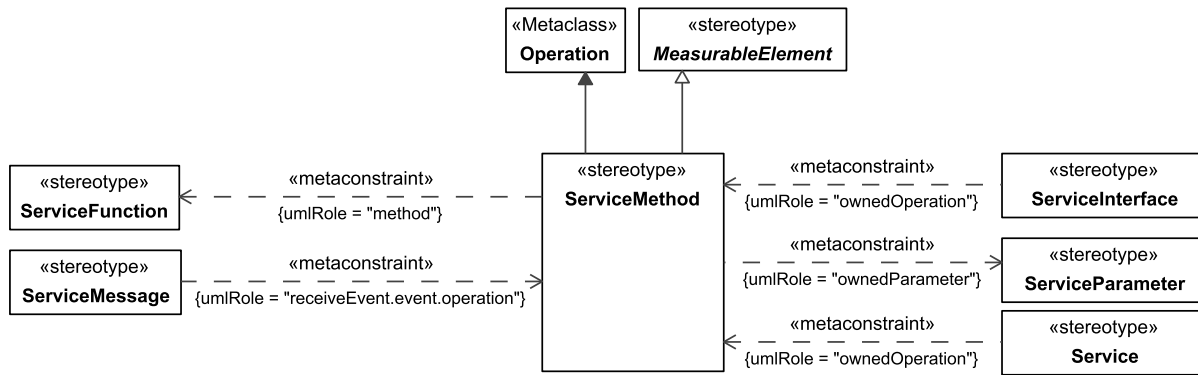 «Metaclass»
Operation
«stereotype»
MeasurableElement
«stereotype»
ServiceFunction
«metaconstraint»
{umlRole = "method"}
«stereotype»
ServiceMessage
«metaconstraint»
{umlRole = "receiveEvent.event.operation"}
«stereotype»
ServiceMethod
«metaconstraint»
{umlRole = "ownedOperation"}
«stereotype»
ServiceInterface
«metaconstraint»
{umlRole = "ownedParameter"}
«stereotype»
ServiceParameter
«metaconstraint»
{umlRole = "ownedOperation"}
«stereotype»
Service